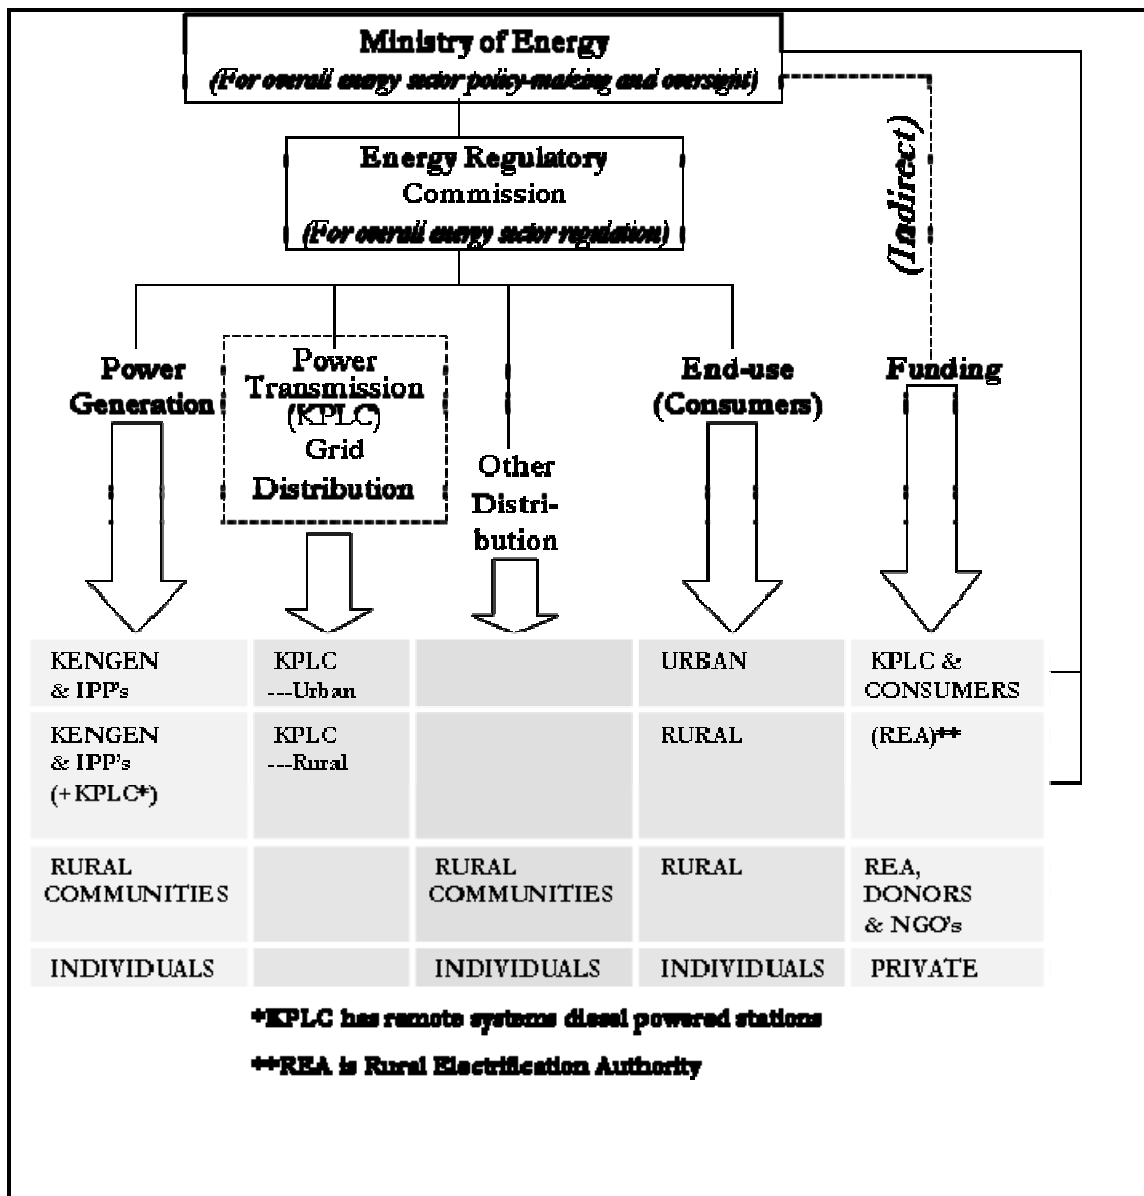 Ministry of Energy
(For overall energy sector policy-making and oversight)
Energy Regulatory
Commission
(For overall energy sector regulation)
(Indirect)
Power
Generation
Power
Transmission
(KPLC)
Grid
Distribution
Other
Distri-
bution
End-use
(Consumers)
Funding
KENGEN
& IPP's
KPLC
---Urban
URBAN
KPLC &
CONSUMERS
KENGEN
& IPP's
(+KPLC*)
KPLC
---Rural
RURAL
(REA)**
RURAL
COMMUNITIES
RURAL
COMMUNITIES
RURAL
REA,
DONORS
& NGO's
INDIVIDUALS
INDIVIDUALS
INDIVIDUALS
PRIVATE
*KPLC has remote systems diesel powered stations
**REA is Rural Electrification Authority